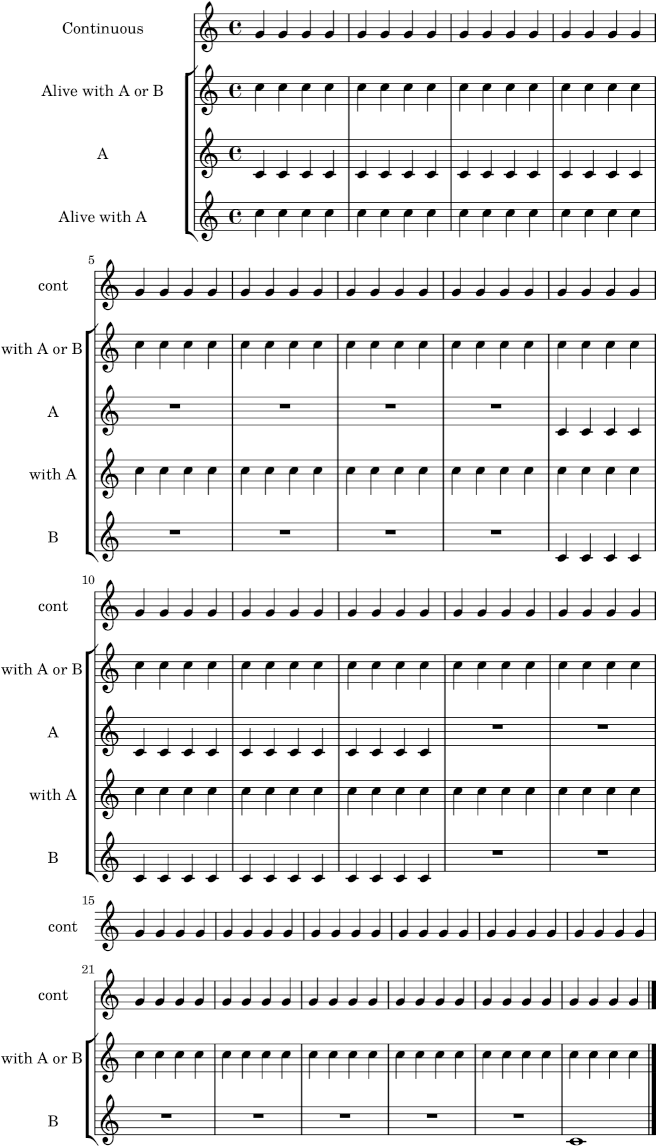 Continuous
Alive with A or B
A
Alive with A
5
cont
with A or B
A
with A
B
10
cont
with A or B
A
with A
B
15
cont
21
cont
with A or B
B